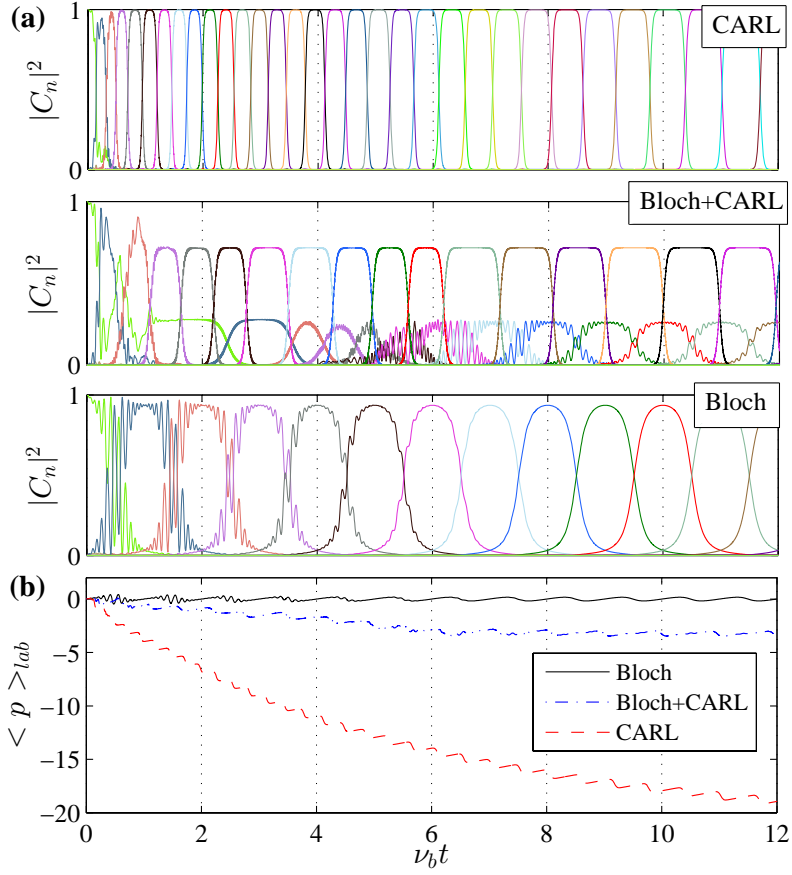 (a)
CARL
|C_n|^2
1
0
Bloch+CARL
|C_n|^2
1
0
Bloch
|C_n|^2
1
0
(b)
< p >_{lab}
0
−5
−10
−15
−20
Bloch
Bloch+CARL
CARL
0 2 4 6 8 10 12
ν_b t